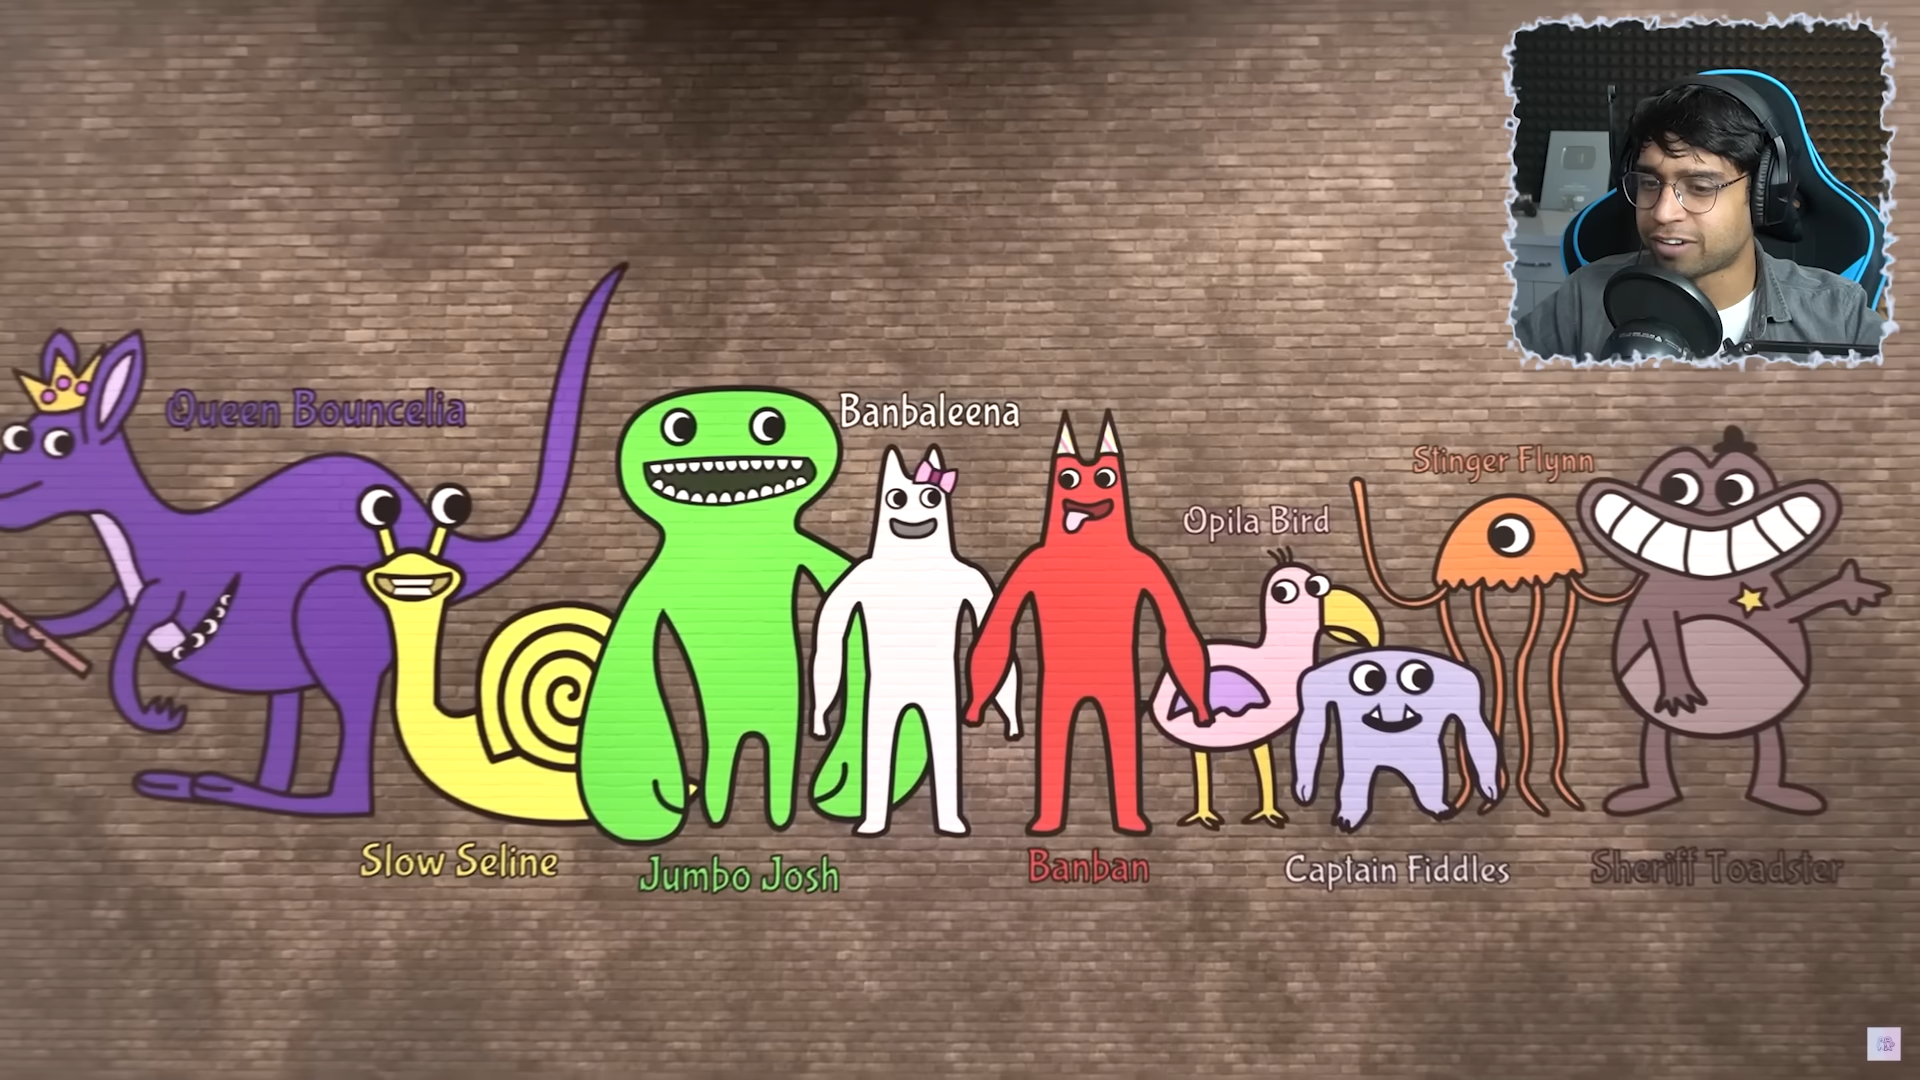 Queen Bouncelia
Banbaleena
Stinger Flynn
Opila Bird
Slow Seline
Jumbo Josh
Banban
Captain Fiddles
Sheriff Toadster